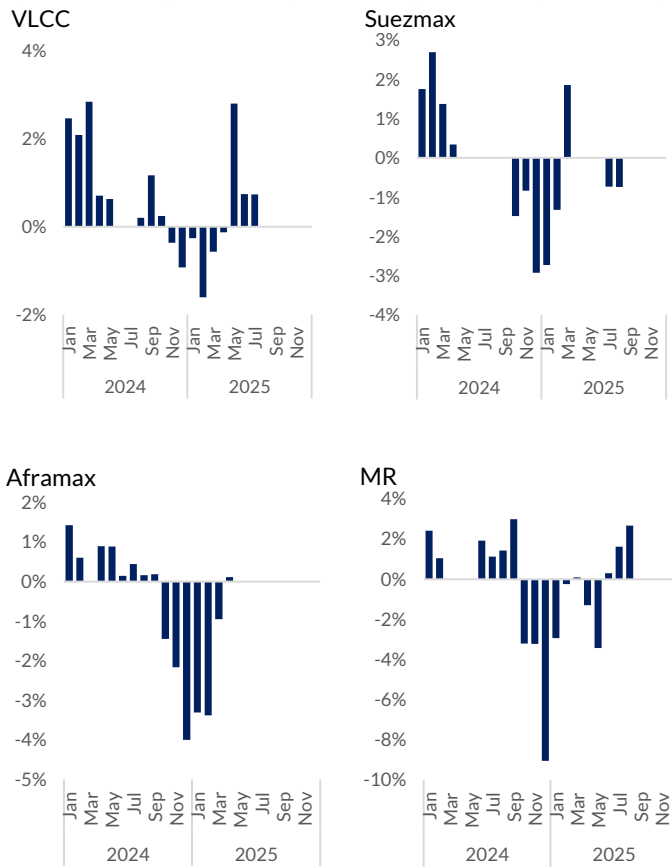 VLCC
4%
2%
0%
-2%
Jan
Mar
May
Jul
Sep
Nov
Jan
Mar
May
Jul
Sep
Nov
2024
2025
Suezmax
3%
2%
1%
0%
-1%
-2%
-3%
-4%
Jan
Mar
May
Jul
Sep
Nov
Jan
Mar
May
Jul
Sep
Nov
2024
2025
Aframax
2%
1%
0%
-1%
-2%
-3%
-4%
-5%
Jan
Mar
May
Jul
Sep
Nov
Jan
Mar
May
Jul
Sep
Nov
2024
2025
MR
4%
2%
0%
-2%
-4%
-6%
-8%
-10%
Jan
Mar
May
Jul
Sep
Nov
Jan
Mar
May
Jul
Sep
Nov
2024
2025